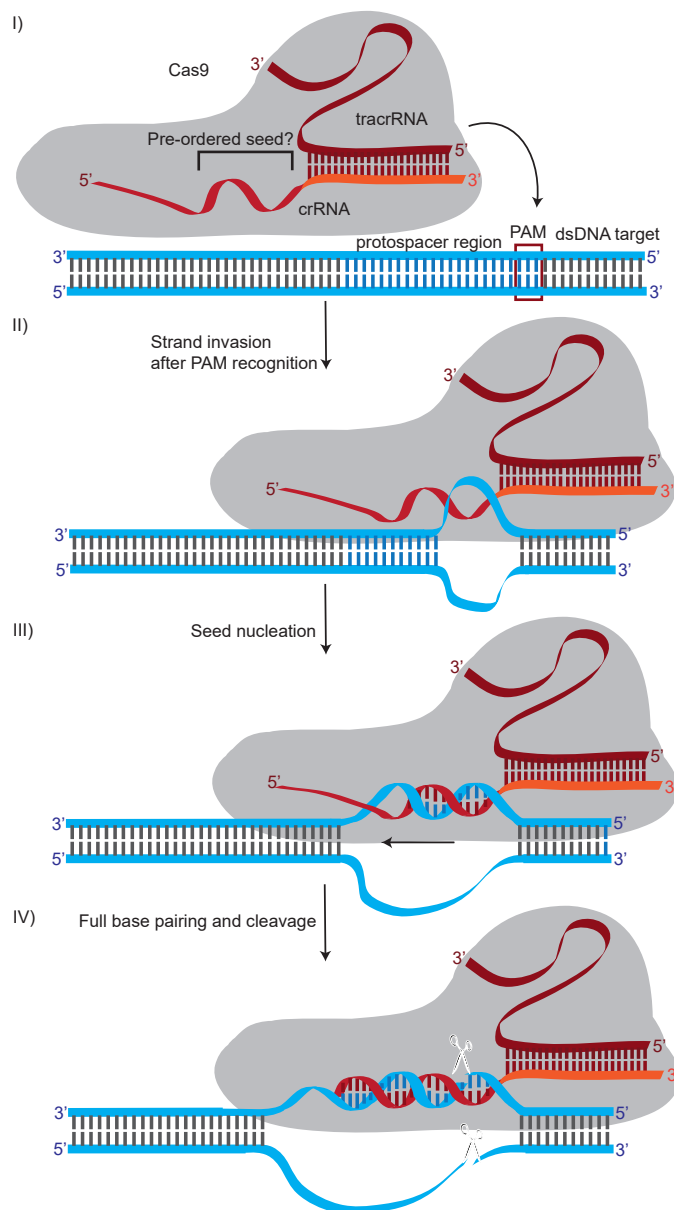 I)
Cas9
3’
tracrRNA
Pre-ordered seed?
5’
5’
3’
crRNA
PAM
protospacer region
dsDNA target
3’
5’
5’
3’
II)
Strand invasion
after PAM recognition
3’
5’
5’
3’
3’
5’
5’
3’
III)
Seed nucleation
3’
5’
5’
3’
3’
5’
5’
3’
IV)
Full base pairing and cleavage
3’
5’
3’
3’
5’
5’
3’